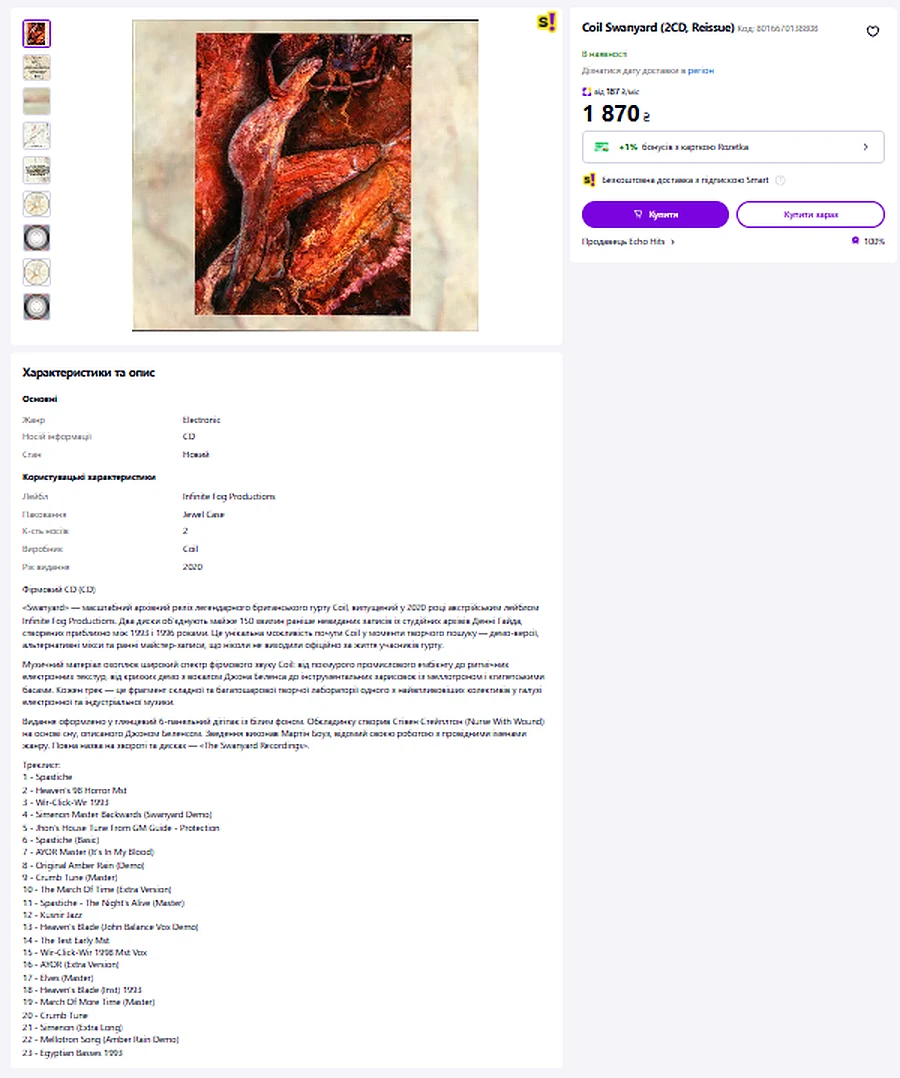 s!
Coil Swanyard (2CD, Reissue)
В наявності
Дізнатися дату доставки в регіон
від 187 ₴/міс
1 870 ₴
+1% бонусів з карткою Rozetka
s! Безкоштовна доставка з підпискою Smart
Купити
Купити зараз
Продавець Echo Hits
100%
Характеристики та опис
Основні
Жанр Electronic
Носій інформації CD
Стан Новий
Користувацькі характеристики
Лейбл Infinite Fog Productions
Паковання Jewel Case
К-сть носіїв 2
Виробник Coil
Рік видання 2020
Фірмовий CD (CD)
«Swanyard» — масштабний архівний реліз легендарного британського гурту Coil, випущений у 2020 році австрійським лейблом
Infinite Fog Productions. Два диски об'єднують майже 150 хвилин раніше невиданих записів із студійних архівів Денні Гайда,
створених приблизно між 1993 і 1996 роками. Це унікальна можливість почути Coil у моменти творчого пошуку — демо-версії,
альтернативні мікси та ранні майстер-записи, що ніколи не виходили офіційно за життя учасників гурту.
Музичний матеріал охоплює широкий спектр фірмового звуку Coil: від похмурого промислового ембієнту до ритмічних
електронних текстур, від крихких демо з вокалом Джона Беленса до інструментальних зарисовок із меллотроном і єгипетськими
басами. Кожен трек — це фрагмент складної та багатошарової творчої лабораторії одного з найвпливовіших колективів у галузі
електронної та індустріальної музики.
Видання оформлено у глянцевий 6-панельний діґіпак із білим фоном. Обкладинку створив Стівен Стейплтон (Nurse With Wound)
на основі сну, описаного Джоном Беленсом. Зведення виконав Мартін Боуз, відомий своєю роботою з провідними іменами
жанру. Повна назва на звороті та дисках — «The Swanyard Recordings».
Трекліст:
1 - Spastiche
2 - Heaven's 98 Horror Mst
3 - Wir-Click-Wir 1993
4 - Simenon Master Backwards (Swanyard Demo)
5 - Jhon's House Tune From GM Guide - Protection
6 - Spastiche (Basic)
7 - AYOR Master (It's In My Blood)
8 - Original Amber Rain (Demo)
9 - Crumb Tune (Master)
10 - The March Of Time (Extra Version)
11 - Spastiche - The Night's Alive (Master)
12 - Kusnir Jazz
13 - Heaven's Blade (John Balance Vox Demo)
14 - The Test Early Mst
15 - Wir-Click-Wir 1998 Mst Vox
16 - AYOR (Extra Version)
17 - Elves (Master)
18 - Heaven's Blade (Inst) 1993
19 - March Of More Time (Master)
20 - Crumb Tune
21 - Simenon (Extra Long)
22 - Mellotron Song (Amber Rain Demo)
23 - Egyptian Basses 1993